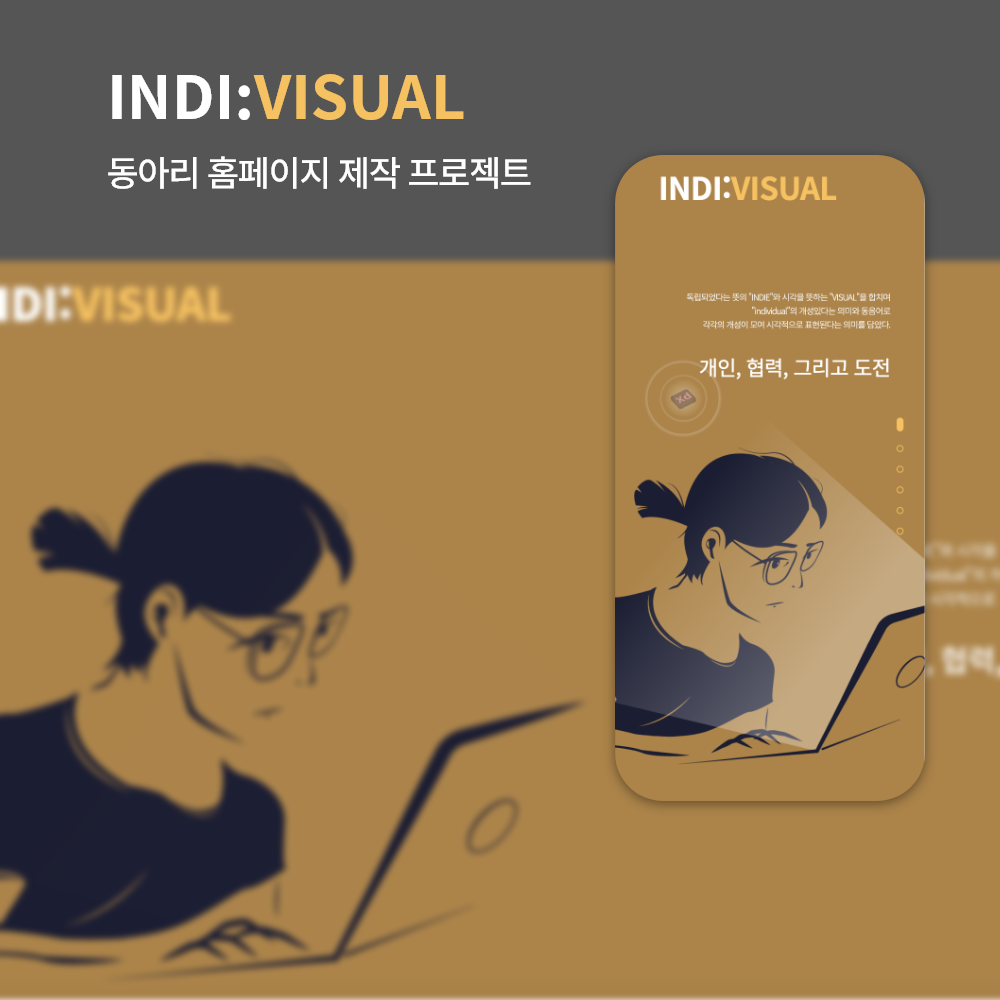 INDI:VISUAL
동아리 홈페이지 제작 프로젝트
INDI:VISUAL
독립되었다는 뜻의 "INDIE"와 시각을 뜻하는 "VISUAL"을 합치며
"individual"의 개성있다는 의미와 동음어로
각각의 개성이 모여 시각적으로 표현된다는 의미를 담았다.
개인, 협력, 그리고 도전
Xd
NDI:VISUAL
, 협력,